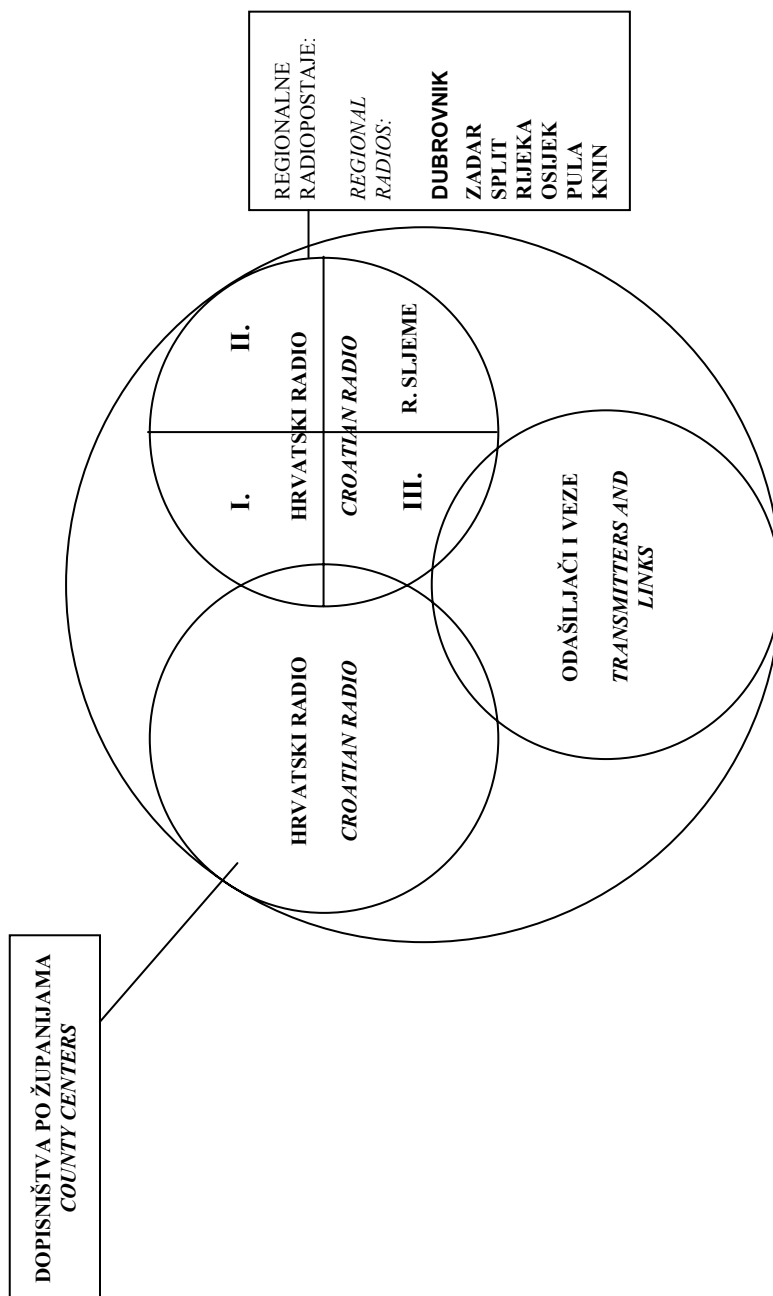 DOPISNIŠTVA PO ŽUPANIJAMA
COUNTY CENTERS
HRVATSKI RADIO
CROATIAN RADIO
I.
II.
HRVATSKI RADIO
CROATIAN RADIO
III.
R. SLJEME
ODAŠILJAČI I VEZE
TRANSMITTERS AND
LINKS
REGIONALNE
RADIOPOSTAJE:
REGIONAL
RADIOS:
DUBROVNIK
ZADAR
SPLIT
RIJEKA
OSIJEK
PULA
KNIN